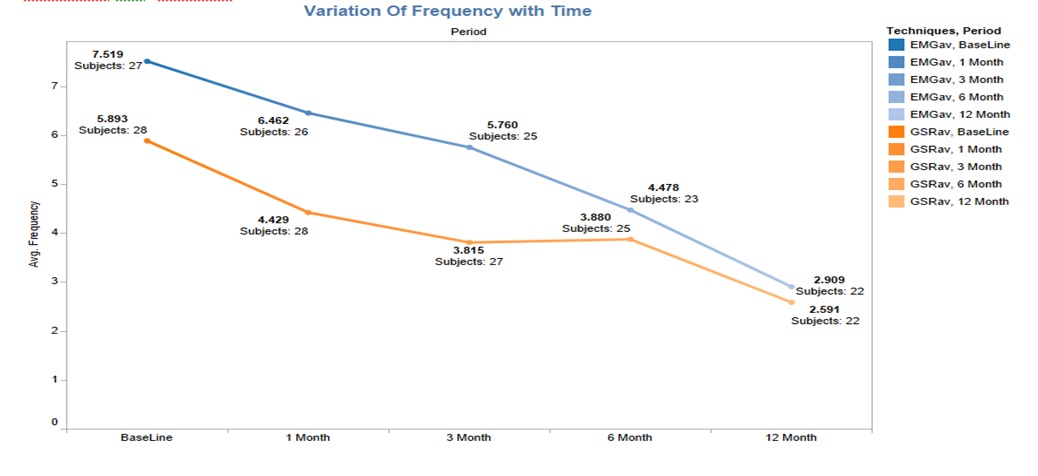 Variation Of Frequency with Time
Period
Techniques, Period
EMGav, BaseLine
EMGav, 1 Month
EMGav, 3 Month
EMGav, 6 Month
EMGav, 12 Month
GSRav, BaseLine
GSRav, 1 Month
GSRav, 3 Month
GSRav, 6 Month
GSRav, 12 Month
Avg. Frequency
7
6
5
4
3
2
1
0
7.519
Subjects: 27
6.462
Subjects: 26
5.760
Subjects: 25
4.478
Subjects: 23
2.909
Subjects: 22
5.893
Subjects: 28
4.429
Subjects: 28
3.815
Subjects: 27
3.880
Subjects: 25
2.591
Subjects: 22
BaseLine
1 Month
3 Month
6 Month
12 Month